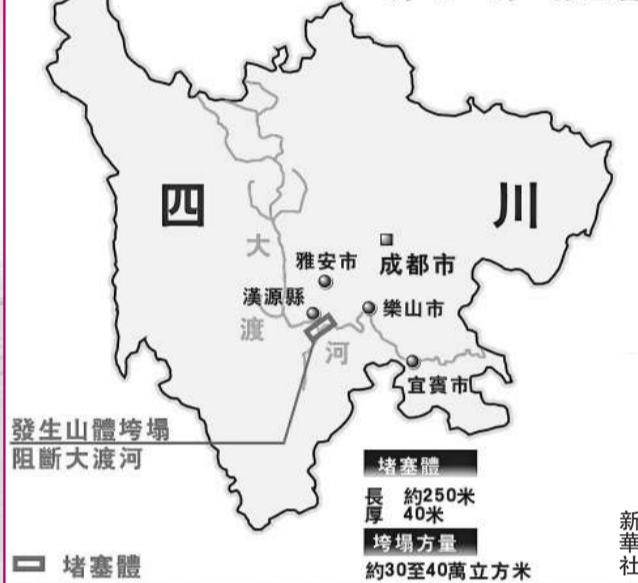 四川
大渡河
雅安市
成都市
漢源縣
樂山市
宜賓市
發生山體垮塌
阻斷大渡河
堵塞體
長 約250米
厚 40米
垮塌方量
約30至40萬立方米
堵塞體
新華社